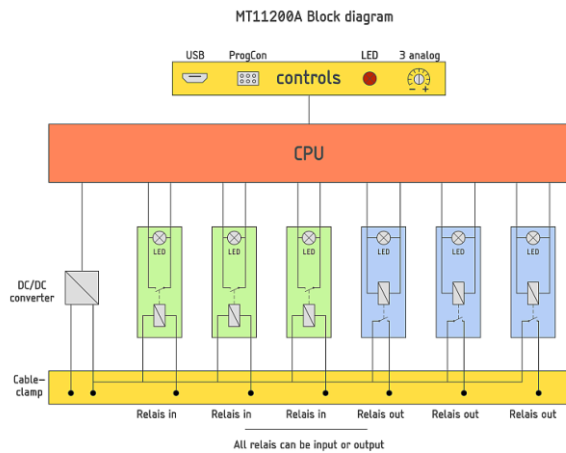 MT11200A Block diagram
USB ProgCon LED 3 analog
controls
- +
CPU
LED LED LED LED LED LED
DC/DC
converter
Cable-
clamp
Relais in Relais in Relais in Relais out Relais out Relais out
All relais can be input or output